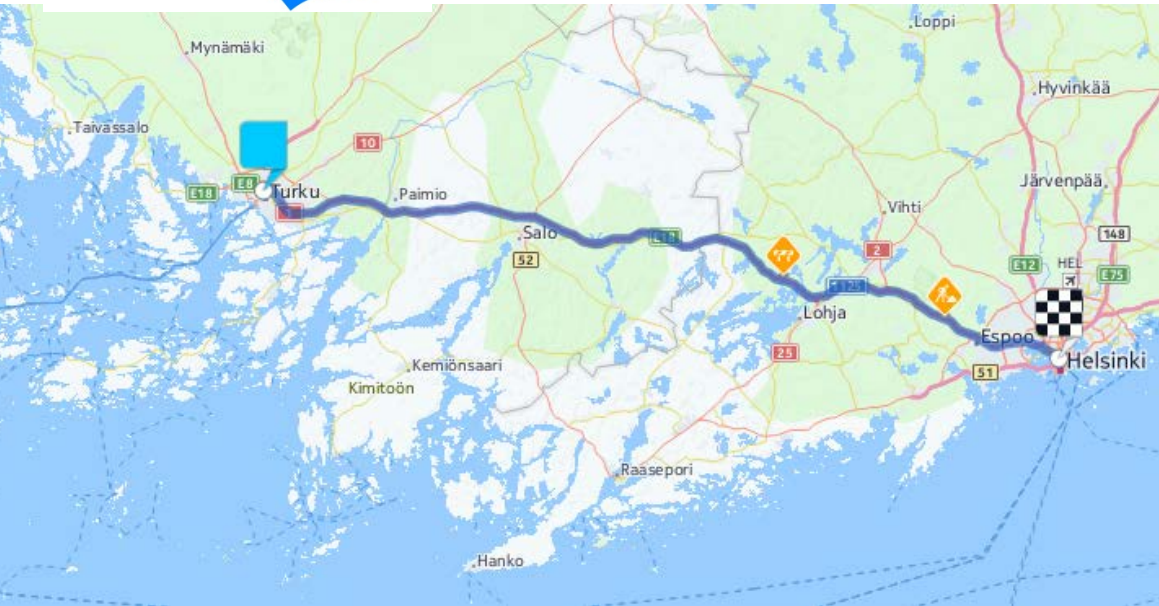 Loppi
Mynämäki
Hyvinkää
Taivassalo
10
Järvenpää
E8
E18
Turku
Paimio
1
Vihti
148
Salo
E18
2
52
E12
HEL
E75
Lohja
Espoo
25
Helsinki
51
Kemiönsaari
Kimitoön
Raasepori
Hanko